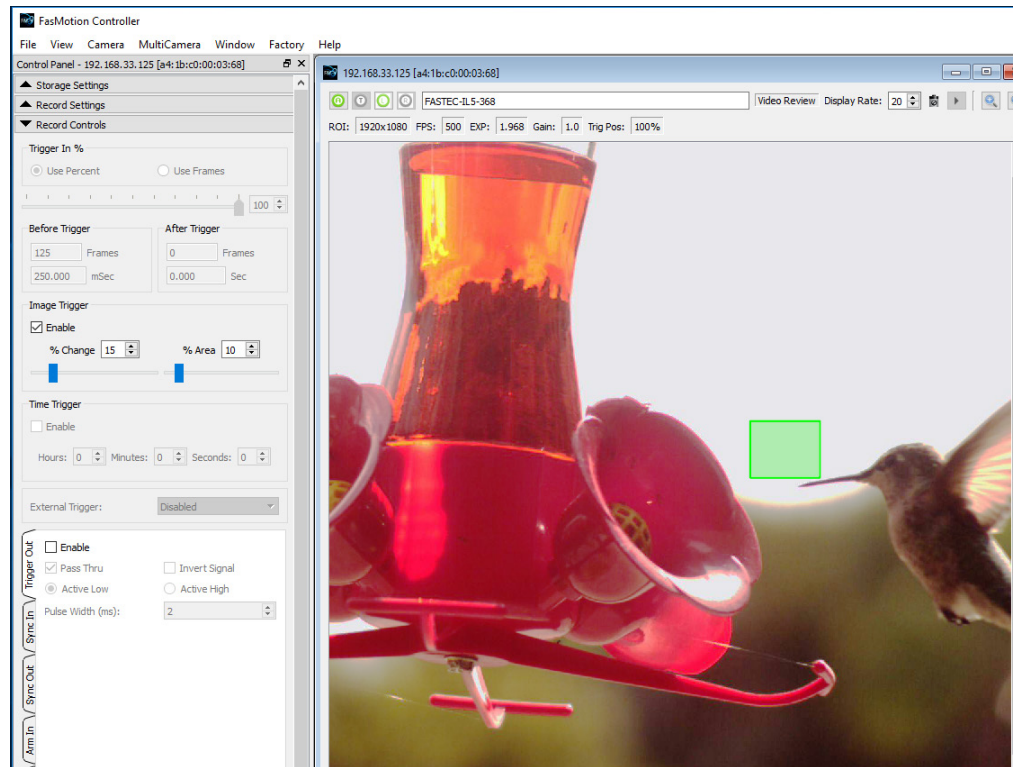 FasMotion Controller
File View Camera MultiCamera Window Factory Help
Control Panel - 192.168.33.125 [a4:1b:c0:00:03:68]
Storage Settings
Record Settings
Record Controls
Trigger In %
Use Percent Use Frames
100
Before Trigger After Trigger
125 Frames 0 Frames
250.000 mSec 0.000 Sec
Image Trigger
Enable
% Change 15 % Area 10
Time Trigger
Enable
Hours: 0 Minutes: 0 Seconds: 0
External Trigger: Disabled
Trigger Out
Sync In
Sync Out
Arm In
Enable
Pass Thru Invert Signal
Active Low Active High
Pulse Width (ms): 2
192.168.33.125 [a4:1b:c0:00:03:68]
FASTEC-IL5-368 Video Review Display Rate: 20
ROI: 1920x1080 FPS: 500 EXP: 1.968 Gain: 1.0 Trig Pos: 100%